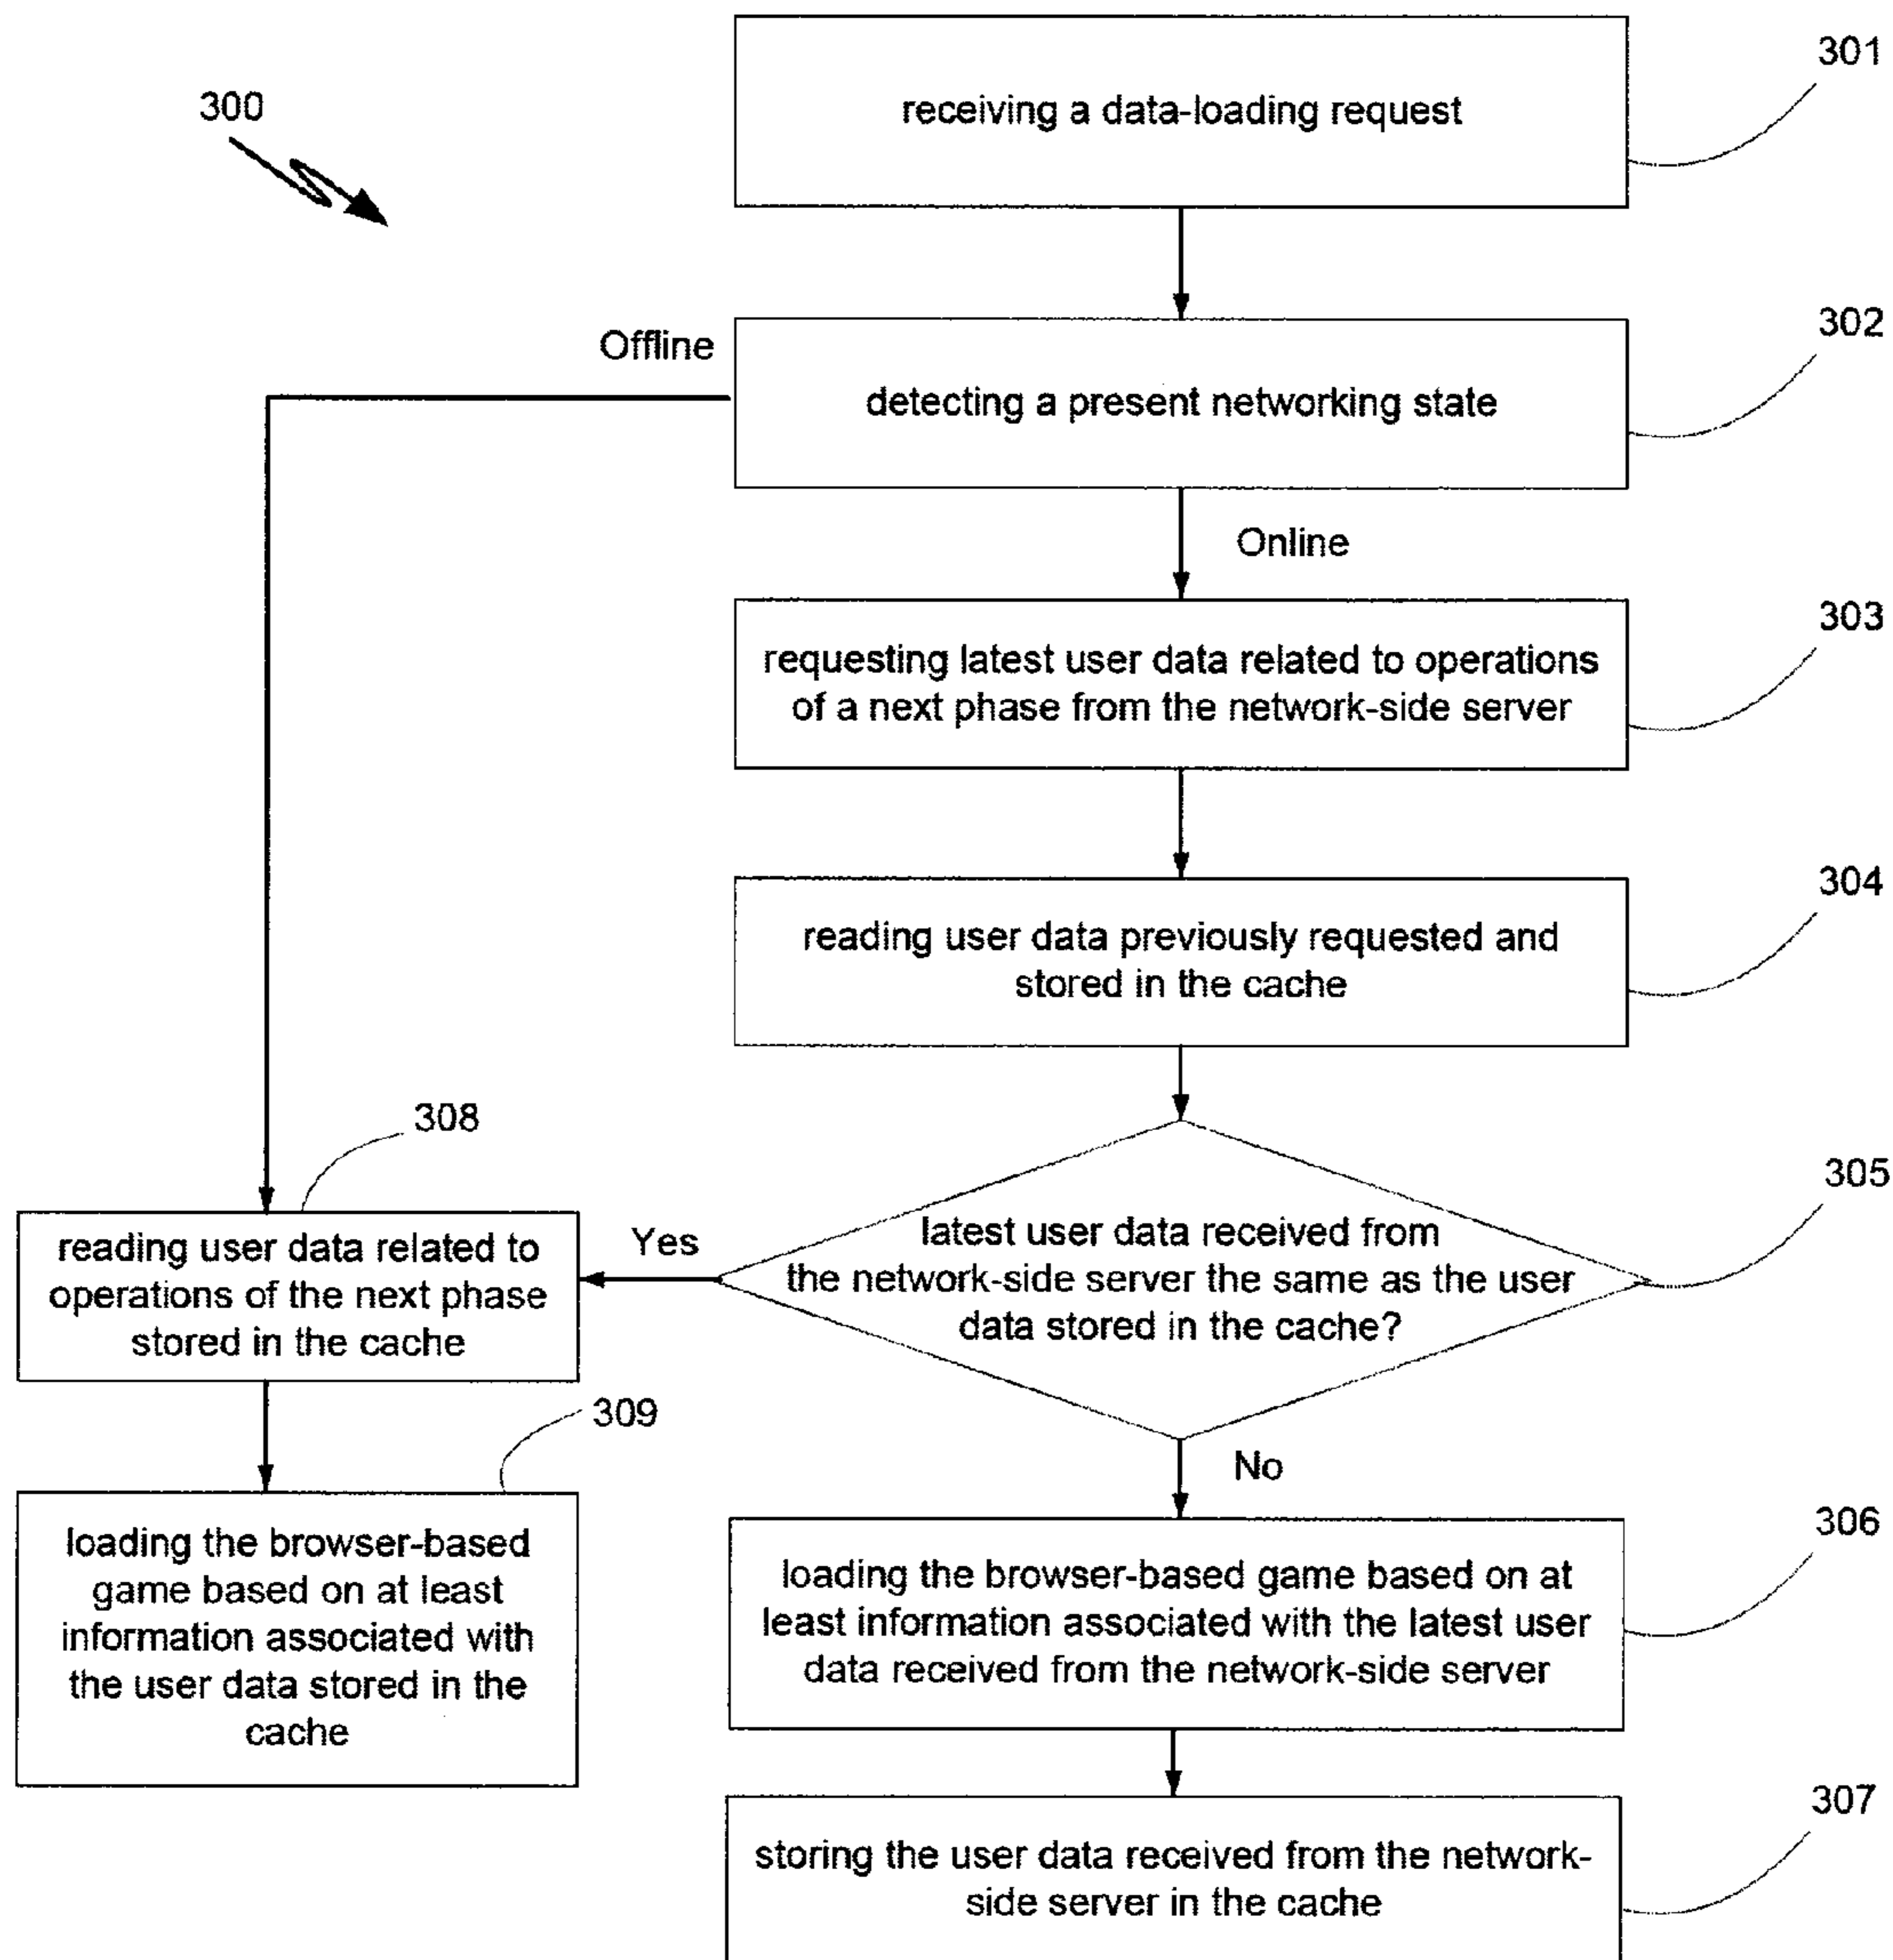 300
receiving a data-loading request
301
Offline
detecting a present networking state
302
Online
requesting latest user data related to operations
of a next phase from the network-side server
303
reading user data previously requested and
stored in the cache
304
308
reading user data related to
operations of the next phase
stored in the cache
Yes
latest user data received from
the network-side server the same as the user
data stored in the cache?
305
309
loading the browser-based
game based on at least
information associated with
the user data stored in the
cache
No
loading the browser-based game based on at
least information associated with the latest user
data received from the network-side server
306
storing the user data received from the network-
side server in the cache
307